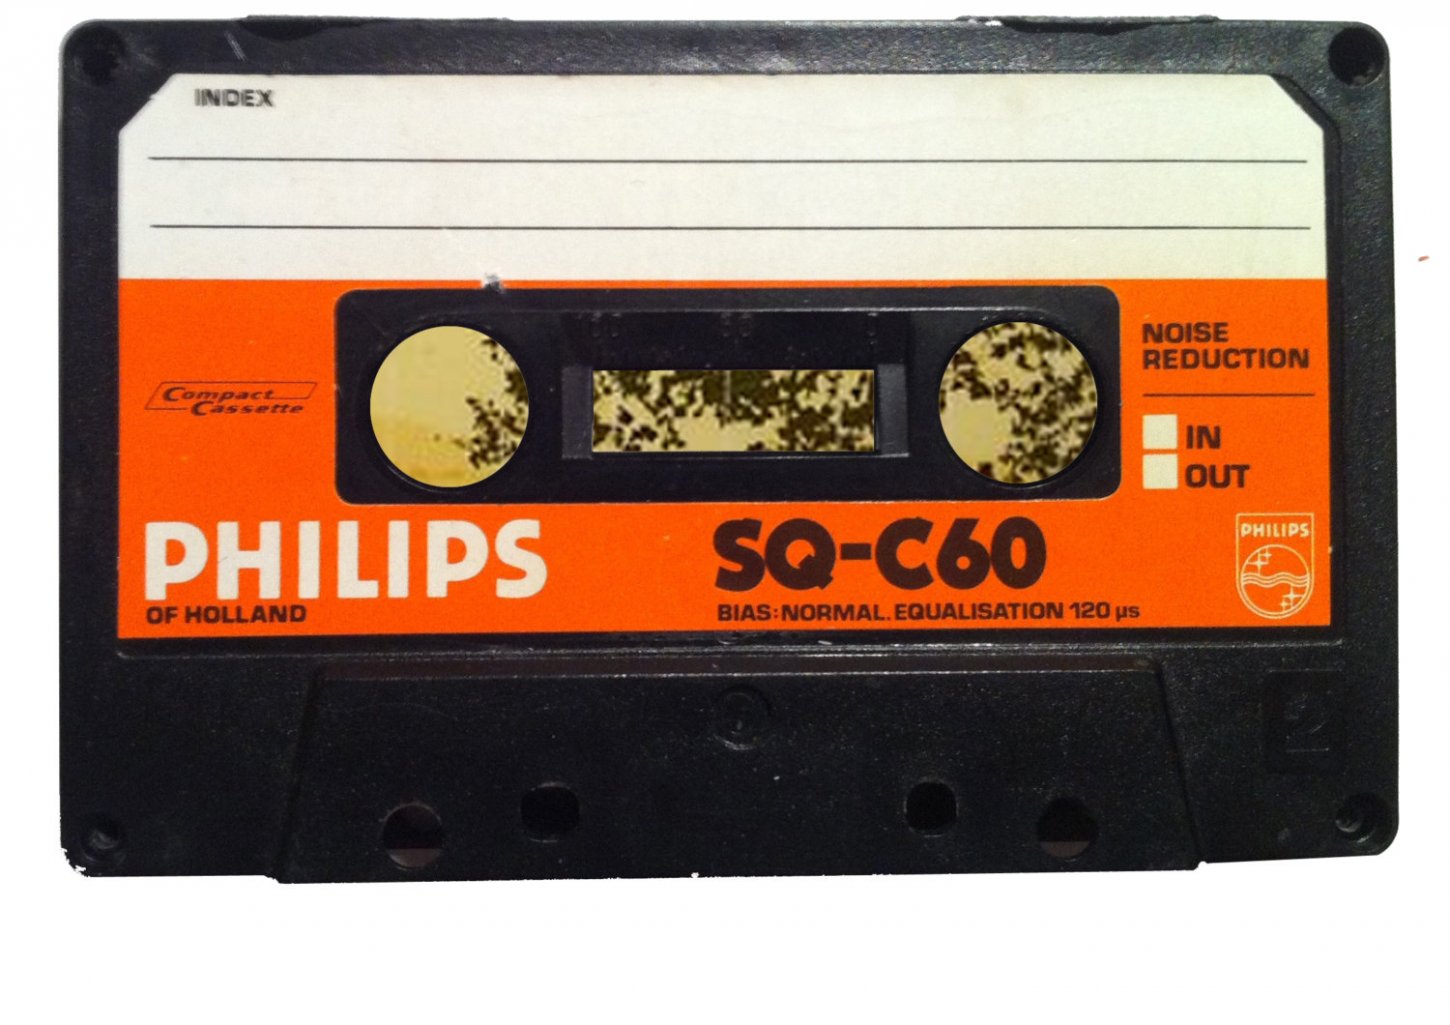 INDEX
NOISE
REDUCTION
Compact
Cassette
IN
OUT
PHILIPS
SQ-C60
PHILIPS
OF HOLLAND
BIAS:NORMAL. EQUALISATION 120 µs